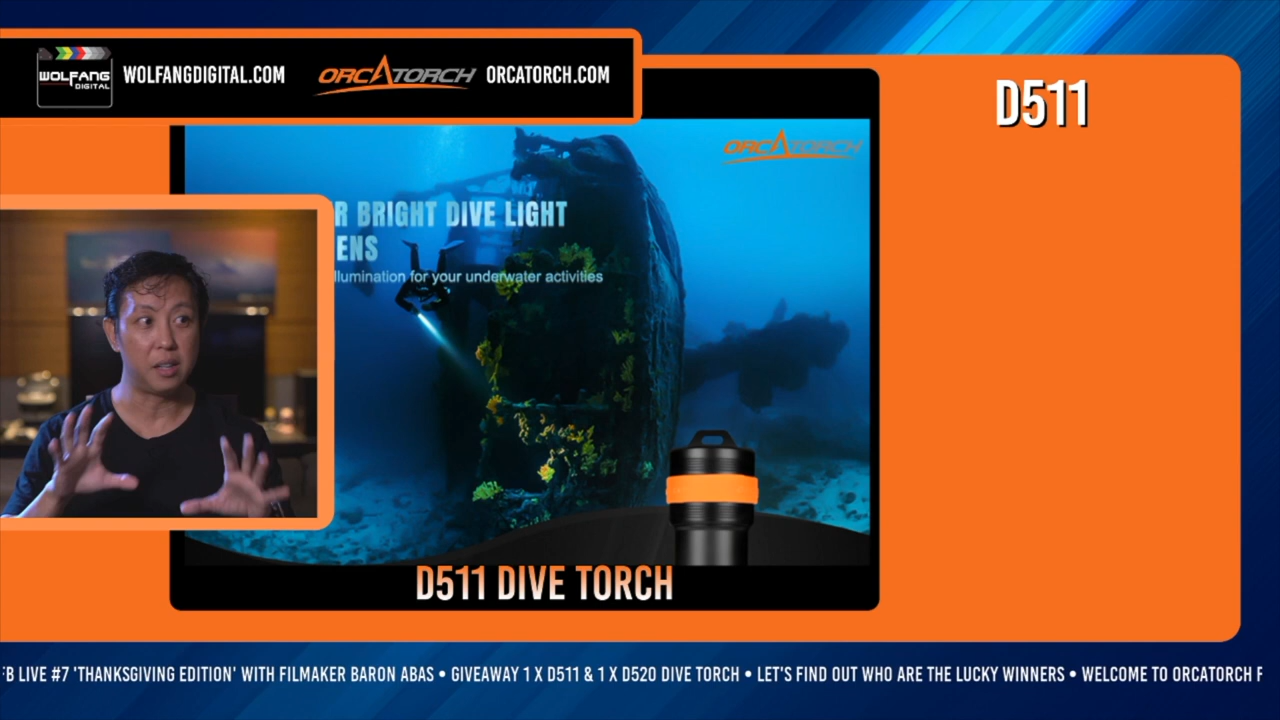 WOLFANG
DIGITAL
WOLFANGDIGITAL.COM
ORCATORCH
ORCATORCH.COM
D511
ORCATORCH
R BRIGHT DIVE LIGHT
ENS
llumination for your underwater activities
D511 DIVE TORCH
B LIVE #7 'THANKSGIVING EDITION' WITH FILMAKER BARON ABAS • GIVEAWAY 1 X D511 & 1 X D520 DIVE TORCH • LET'S FIND OUT WHO ARE THE LUCKY WINNERS • WELCOME TO ORCATORCH F